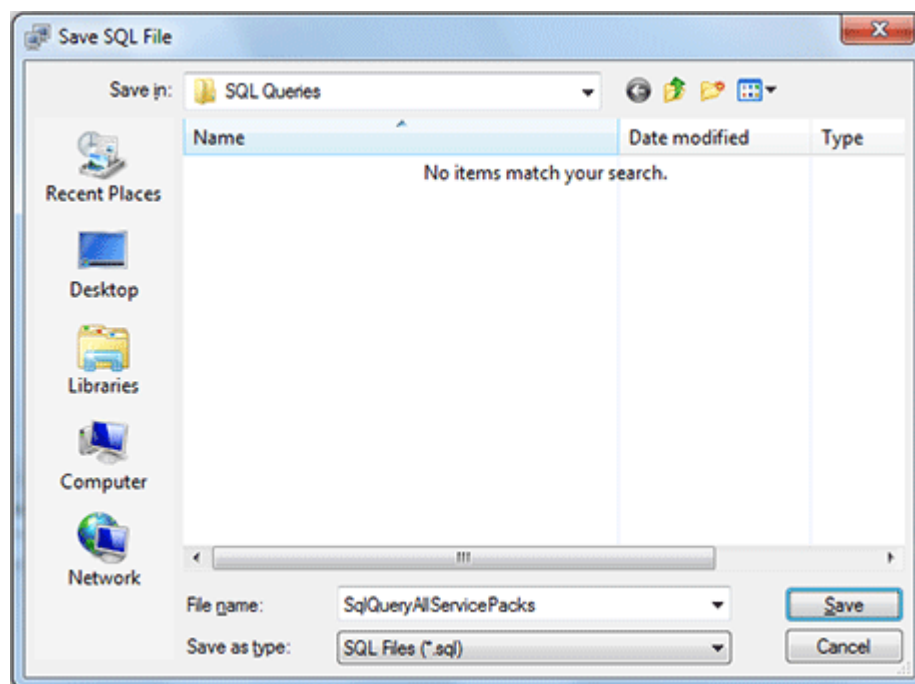 Save SQL File
Save in: SQL Queries
Name Date modified Type
No items match your search.
Recent Places
Desktop
Libraries
Computer
Network
File name: SqlQueryAllServicePacks Save
Save as type: SQL Files (*.sql) Cancel